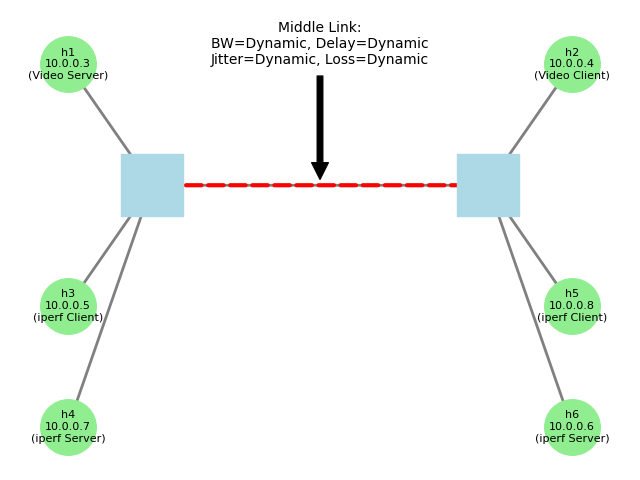 Middle Link:
BW=Dynamic, Delay=Dynamic
Jitter=Dynamic, Loss=Dynamic
h1
10.0.0.3
(Video Server)
h2
10.0.0.4
(Video Client)
h3
10.0.0.5
(iperf Client)
h5
10.0.0.8
(iperf Client)
h4
10.0.0.7
(iperf Server)
h6
10.0.0.6
(iperf Server)